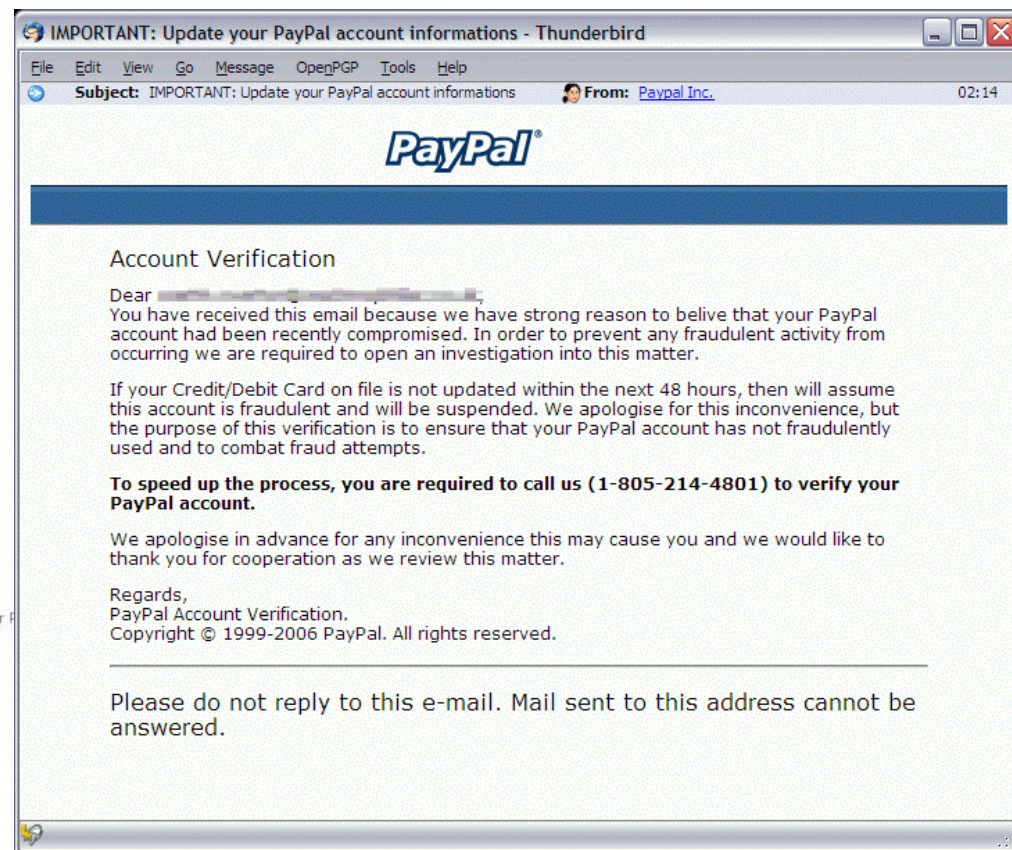 IMPORTANT: Update your PayPal account informations - Thunderbird
File Edit View Go Message OpenPGP Tools Help
Subject: IMPORTANT: Update your PayPal account informations From: Paypal Inc. 02:14
PayPal®
Account Verification
Dear
You have received this email because we have strong reason to belive that your PayPal
account had been recently compromised. In order to prevent any fraudulent activity from
occurring we are required to open an investigation into this matter.
If your Credit/Debit Card on file is not updated within the next 48 hours, then will assume
this account is fraudulent and will be suspended. We apologise for this inconvenience, but
the purpose of this verification is to ensure that your PayPal account has not fraudulently
used and to combat fraud attempts.
To speed up the process, you are required to call us (1-805-214-4801) to verify your
PayPal account.
We apologise in advance for any inconvenience this may cause you and we would like to
thank you for cooperation as we review this matter.
Regards,
PayPal Account Verification.
Copyright © 1999-2006 PayPal. All rights reserved.
Please do not reply to this e-mail. Mail sent to this address cannot be
answered.